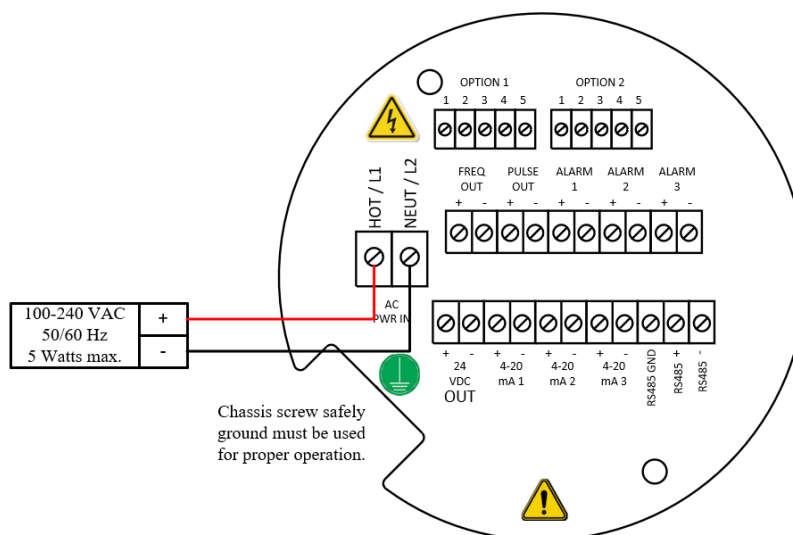 OPTION 1 OPTION 2
1 2 3 4 5 1 2 3 4 5
HOT / L1
NEUT / L2
FREQ OUT
PULSE OUT
ALARM 1
ALARM 2
ALARM 3
+ - + - + - + - + -
AC
PWR IN
100-240 VAC
50/60 Hz
5 Watts max.
+
-
+ - + - + - + -
24
VDC
OUT
4-20
mA 1
4-20
mA 2
4-20
mA 3
RS485 GND
RS485 +
RS485 -
Chassis screw safely
ground must be used
for proper operation.